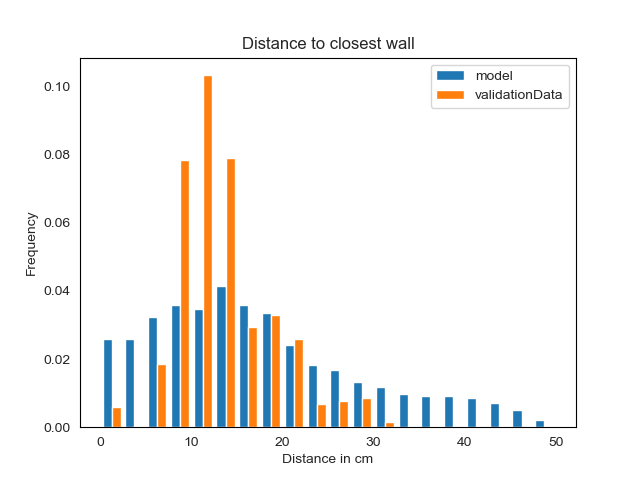 Distance to closest wall
model
validationData
Frequency
0.10
0.08
0.06
0.04
0.02
0.00
0 10 20 30 40 50
Distance in cm